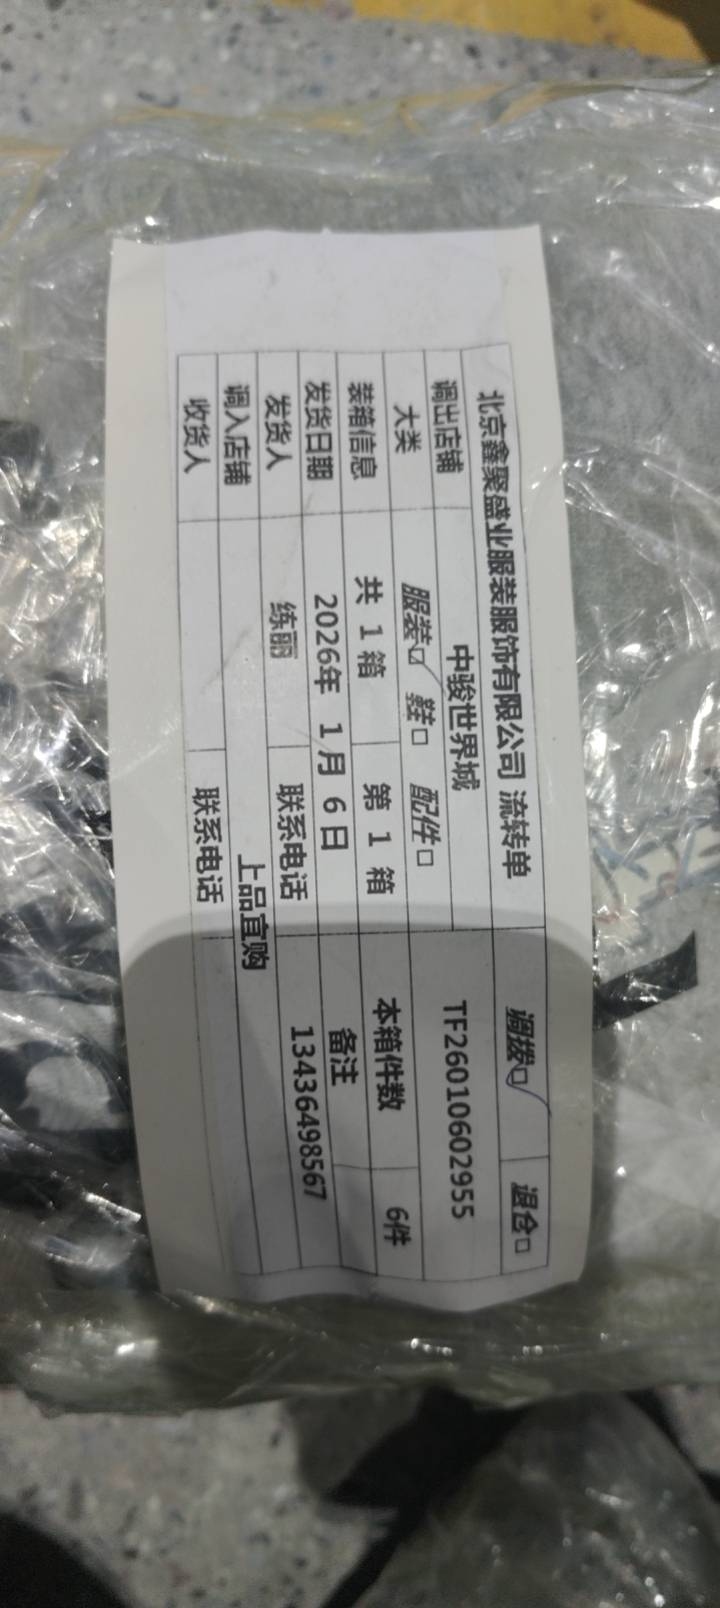 北京鑫聚盛业服装服饰有限公司 流转单 调拨□✓ 退仓□
调出店铺 中骏世界城 TF26010602955
大类 服装□✓ 鞋□ 配件□
装箱信息 共 1 箱 第 1 箱 本箱件数 6件
发货日期 2026年 1 月 6 日 备注
发货人 练丽 联系电话 13436498567
调入店铺 上品宜购
收货人 联系电话